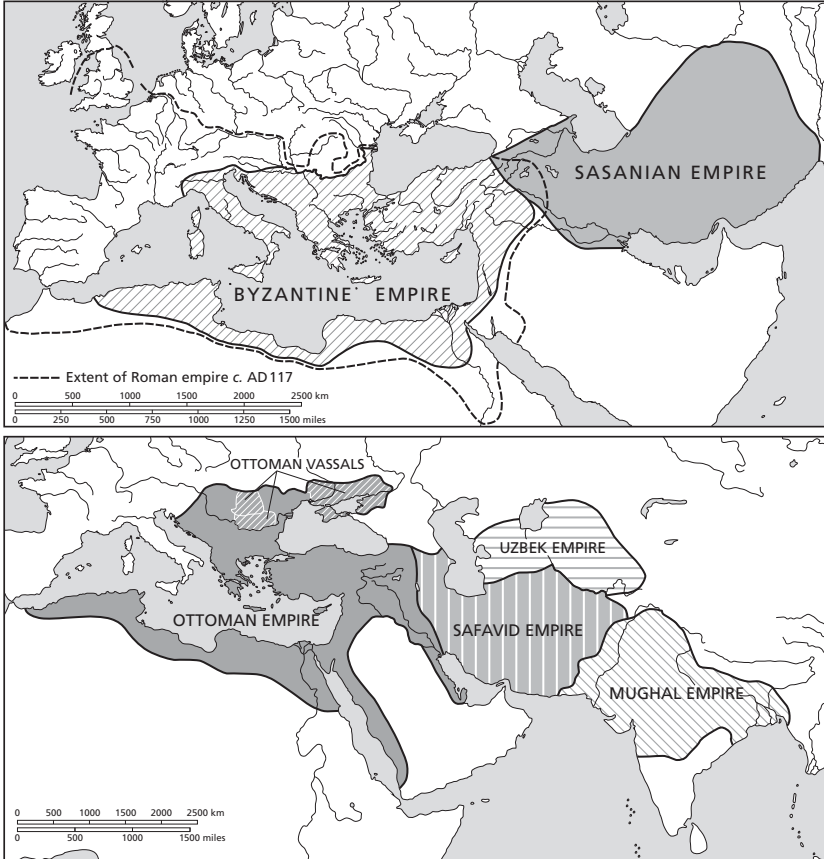 SASANIAN EMPIRE
BYZANTINE EMPIRE
Extent of Roman empire c. AD 117
0 500 1000 1500 2000 2500 km
0 250 500 750 1000 1250 1500 miles
OTTOMAN VASSALS
UZBEK EMPIRE
OTTOMAN EMPIRE
SAFAVID EMPIRE
MUGHAL EMPIRE
0 500 1000 1500 2000 2500 km
0 500 1000 1500 miles